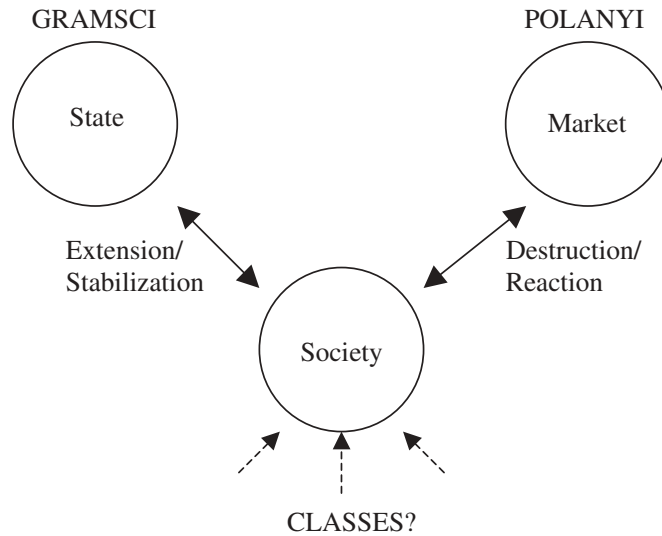 GRAMSCI
POLANYI
State
Market
Extension/
Stabilization
Destruction/
Reaction
Society
CLASSES?